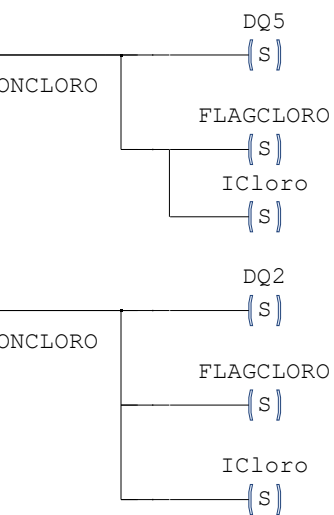 DQ5
(S)
ONCLORO
FLAGCLORO
(S)
ICloro
(S)
DQ2
(S)
ONCLORO
FLAGCLORO
(S)
ICloro
(S)